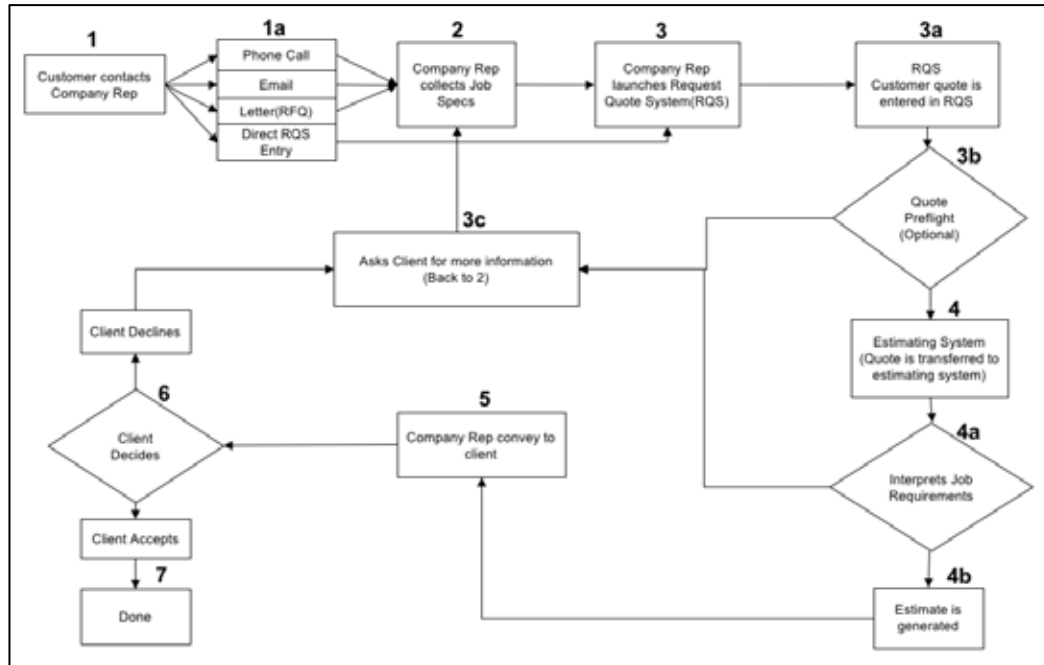 1
Customer contacts
Company Rep
1a
Phone Call
Email
Letter(RFQ)
Direct RQS
Entry
2
Company Rep
collects Job
Specs
3
Company Rep
launches Request
Quote System(RQS)
3a
RQS
Customer quote is
entered in RQS
3b
Quote
Preflight
(Optional)
3c
Asks Client for more information
(Back to 2)
4
Estimating System
(Quote is transferred to
estimating system)
4a
Interprets Job
Requirements
4b
Estimate is
generated
5
Company Rep convey to
client
6
Client
Decides
Client Declines
Client Accepts
7
Done